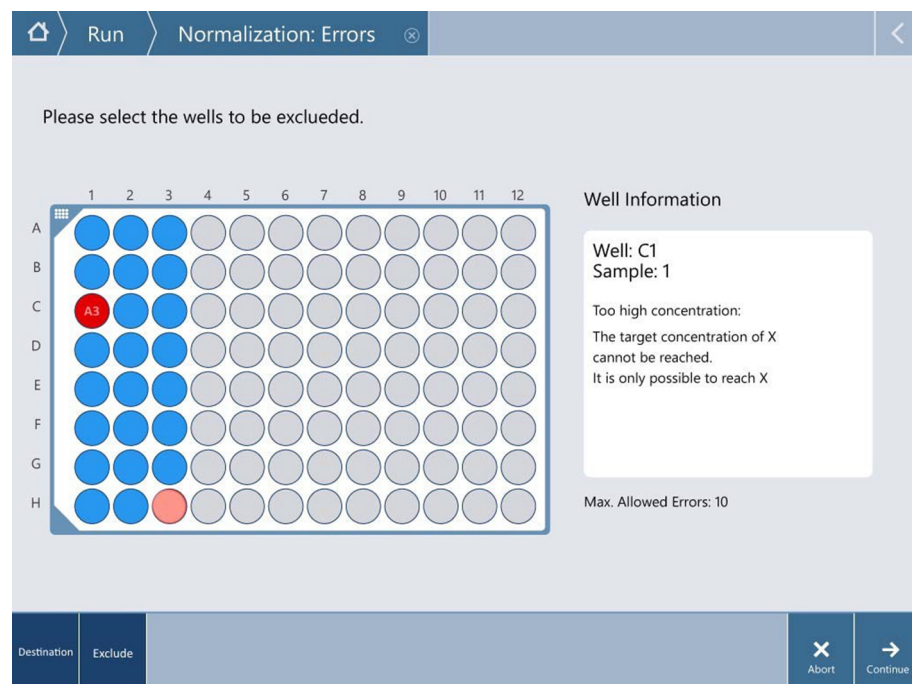 Run Normalization: Errors
Please select the wells to be exclueded.
1 2 3 4 5 6 7 8 9 10 11 12
A
B
C
D
E
F
G
H
A3
Well Information
Well: C1
Sample: 1
Too high concentration:
The target concentration of X
cannot be reached.
It is only possible to reach X
Max. Allowed Errors: 10
Destination Exclude
Abort Continue